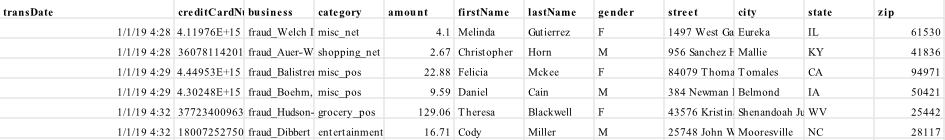 transDate creditCardNu business category amount firstName lastName gender street city state zip
1/1/19 4:28 4.11976E+15 fraud_Welch I misc_net 4.1 Melinda Gutierrez F 1497 West Ga Eureka IL 61530
1/1/19 4:28 36078114201 fraud_Auer-W shopping_net 2.67 Christopher Horn M 956 Sanchez H Mallie KY 41836
1/1/19 4:29 4.44953E+15 fraud_Balistre misc_pos 22.88 Felicia Mckee F 84079 Thoma Tomales CA 94971
1/1/19 4:29 4.30248E+15 fraud_Boehm, misc_pos 9.59 Daniel Cain M 384 Newman Belmond IA 50421
1/1/19 4:32 37723400963 fraud_Hudson- grocery_pos 129.06 Theresa Blackwell F 43576 Kristin Shenandoah Ju WV 25442
1/1/19 4:32 18007252750 fraud_Dibbert entertainment 16.71 Cody Miller M 25748 John W Mooresville NC 28117